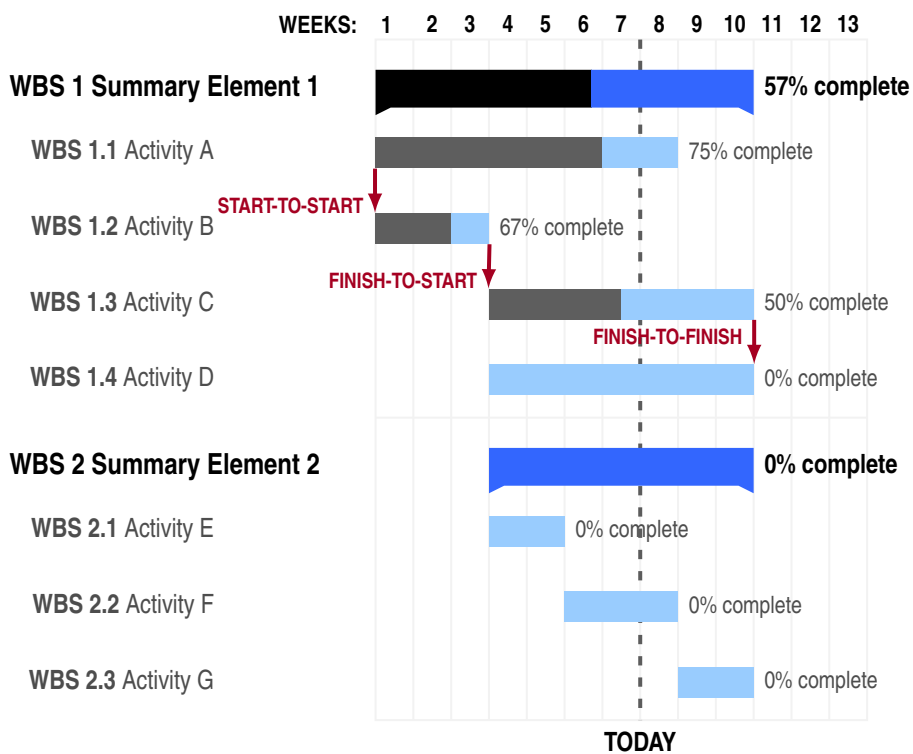 WEEKS: 1 2 3 4 5 6 7 8 9 10 11 12 13
WBS 1 Summary Element 1 57% complete
WBS 1.1 Activity A 75% complete
START-TO-START
WBS 1.2 Activity B 67% complete
FINISH-TO-START
WBS 1.3 Activity C 50% complete
FINISH-TO-FINISH
WBS 1.4 Activity D 0% complete
WBS 2 Summary Element 2 0% complete
WBS 2.1 Activity E 0% complete
WBS 2.2 Activity F 0% complete
WBS 2.3 Activity G 0% complete
TODAY